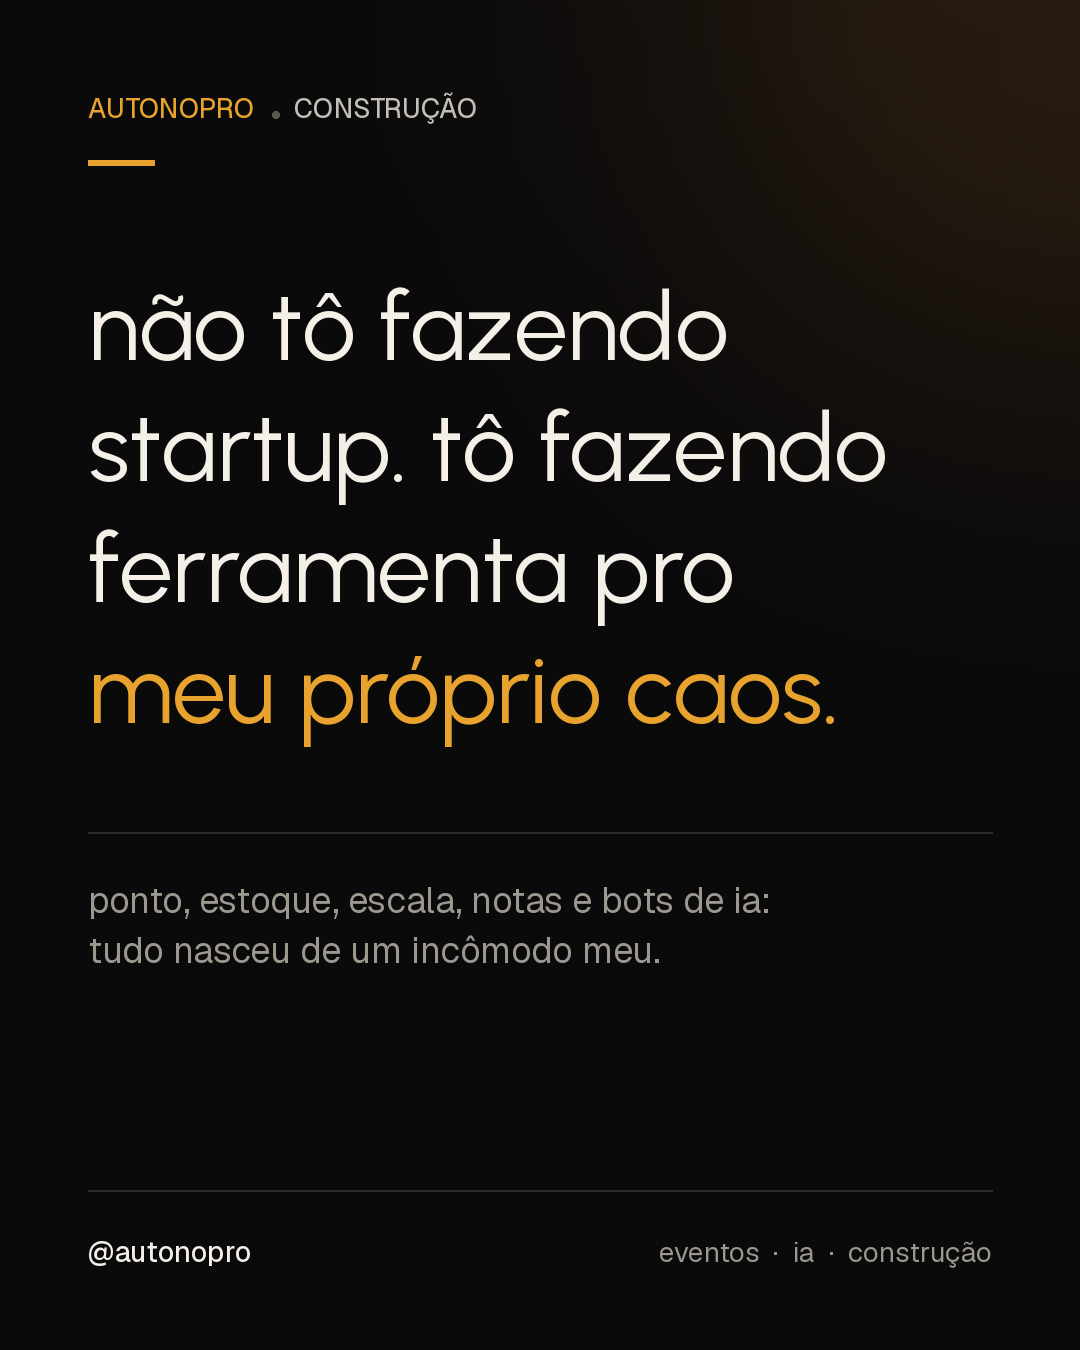 AUTONOPRO • CONSTRUÇÃO
não tô fazendo
startup. tô fazendo
ferramenta pro
meu próprio caos.
ponto, estoque, escala, notas e bots de ia:
tudo nasceu de um incômodo meu.
@autonopro
eventos · ia · construção